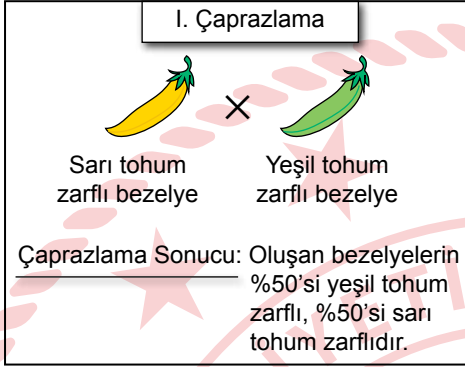 I. Çaprazlama
×
Sarı tohum
zarflı bezelye
Yeşil tohum
zarflı bezelye
Çaprazlama Sonucu: Oluşan bezelyelerin
%50'si yeşil tohum
zarflı, %50'si sarı
tohum zarflıdır.